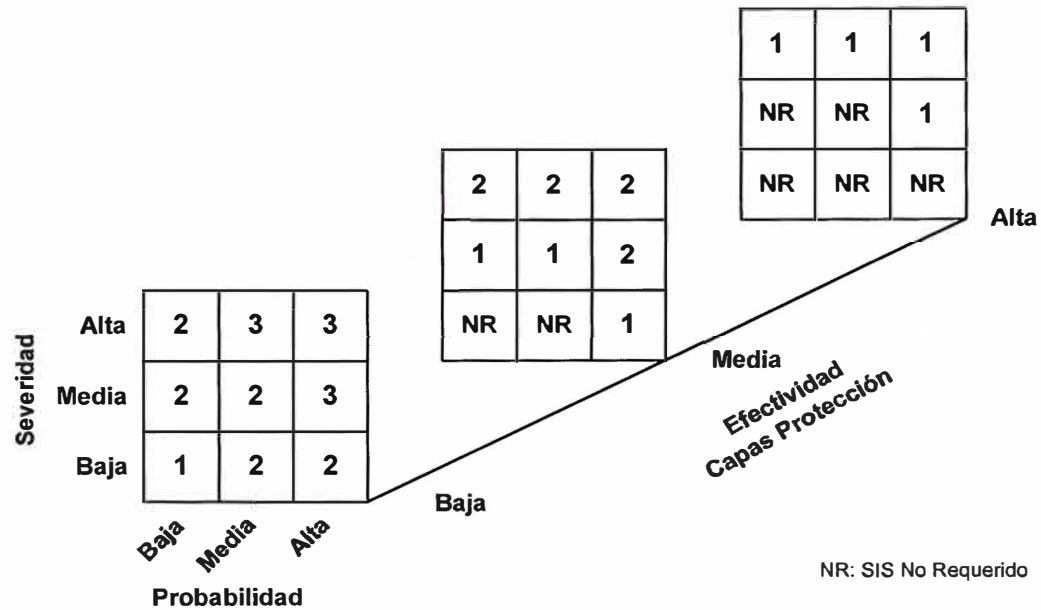 1 1 1
NR NR 1
NR NR NR
Alta
2 2 2
1 1 2
NR NR 1
Media
Efectividad
Capas Protección
Severidad
Alta 2 3 3
Media 2 2 3
Baja 1 2 2
Baja
Baja Media Alta
Probabilidad
NR: SIS No Requerido